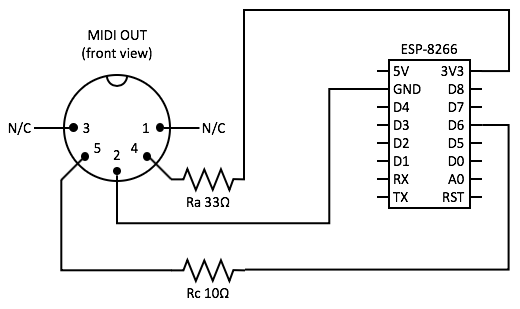 MIDI OUT
(front view)
ESP-8266
5V 3V3
GND D8
D4 D7
N/C 3 1 N/C
D3 D6
5 2 4
D2 D5
D1 D0
RX A0
Ra 33Ω
TX RST
Rc 10Ω